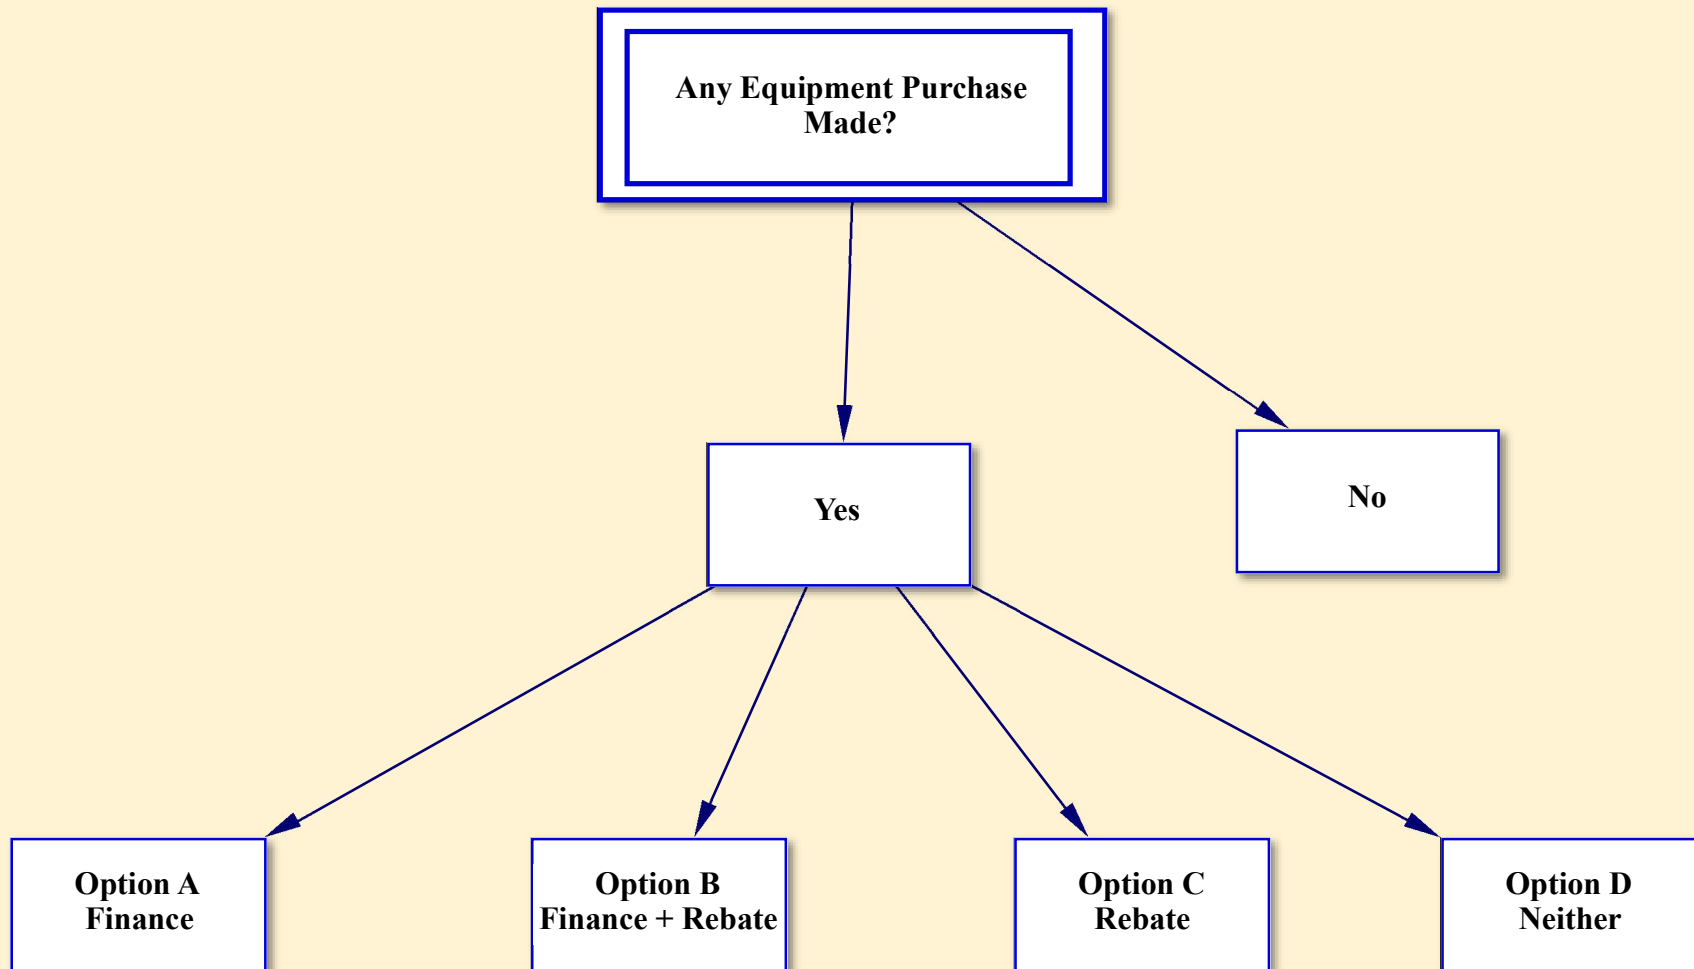 Any Equipment Purchase
Made?
Yes
No
Option A
Finance
Option B
Finance + Rebate
Option C
Rebate
Option D
Neither